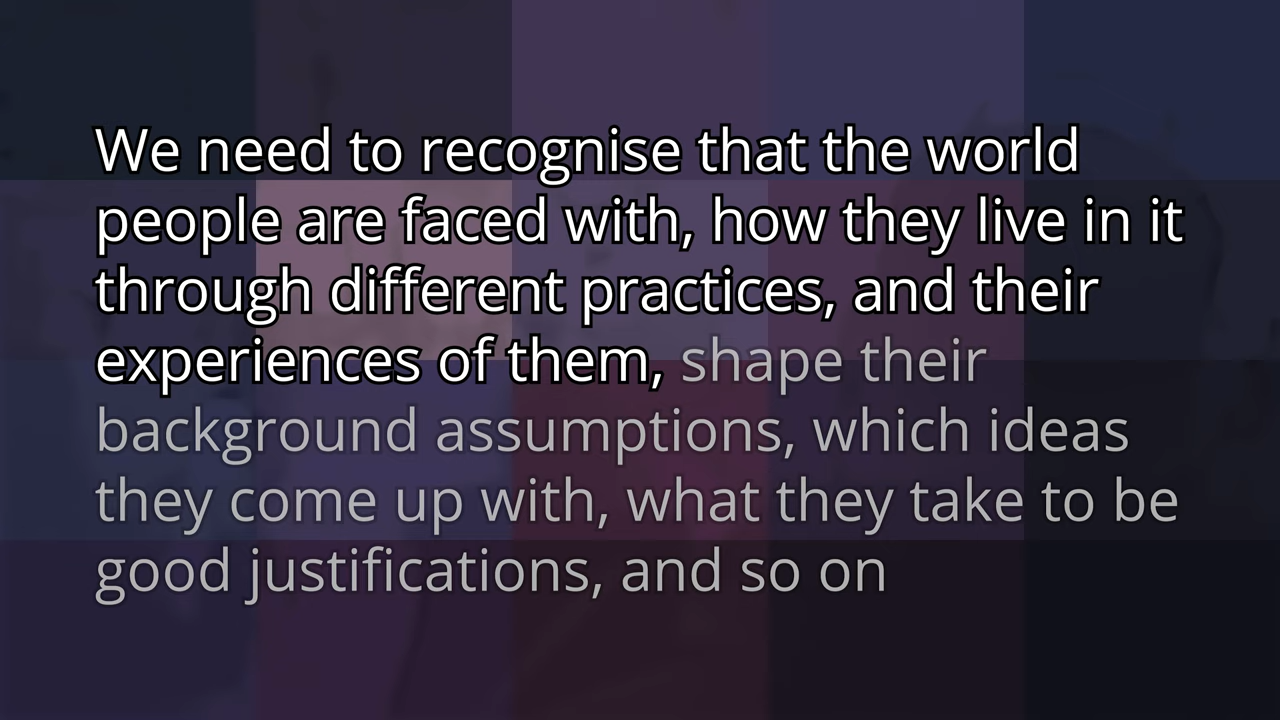 We need to recognise that the world
people are faced with, how they live in it
through different practices, and their
experiences of them, shape their
background assumptions, which ideas
they come up with, what they take to be
good justifications, and so on